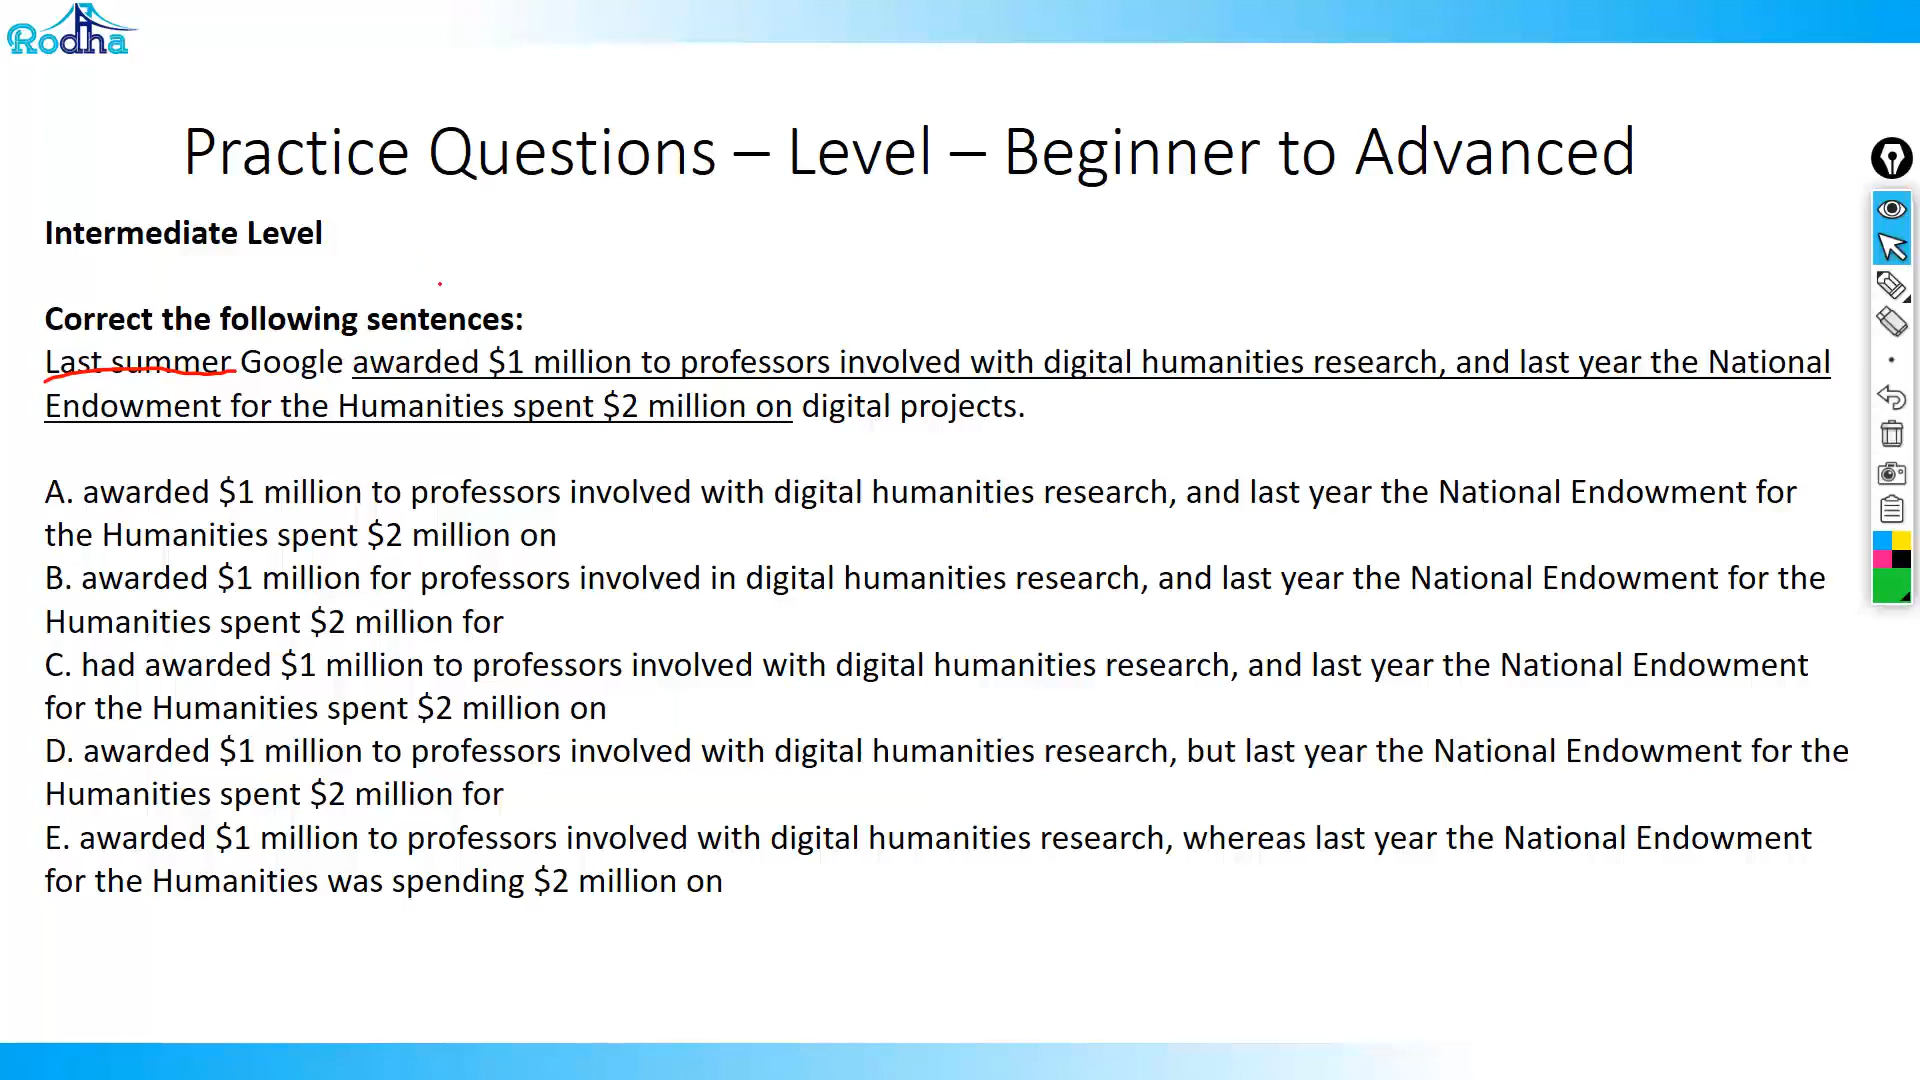 Rodha
Practice Questions – Level – Beginner to Advanced
Intermediate Level
Correct the following sentences:
Last summer Google awarded $1 million to professors involved with digital humanities research, and last year the National
Endowment for the Humanities spent $2 million on digital projects.
A. awarded $1 million to professors involved with digital humanities research, and last year the National Endowment for
the Humanities spent $2 million on
B. awarded $1 million for professors involved in digital humanities research, and last year the National Endowment for the
Humanities spent $2 million for
C. had awarded $1 million to professors involved with digital humanities research, and last year the National Endowment
for the Humanities spent $2 million on
D. awarded $1 million to professors involved with digital humanities research, but last year the National Endowment for the
Humanities spent $2 million for
E. awarded $1 million to professors involved with digital humanities research, whereas last year the National Endowment
for the Humanities was spending $2 million on